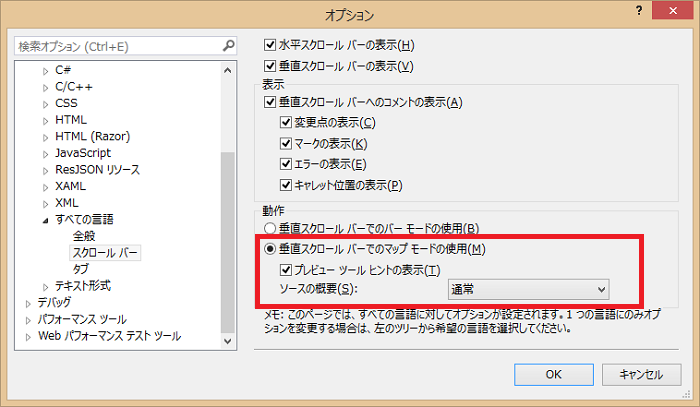 オプション
検索オプション (Ctrl+E)
C#
C/C++
CSS
HTML
HTML (Razor)
JavaScript
ResJSON リソース
XAML
XML
すべての言語
全般
スクロール バー
タブ
テキスト形式
デバッグ
パフォーマンス ツール
Web パフォーマンス テスト ツール
水平スクロール バーの表示(H)
垂直スクロール バーの表示(V)
表示
垂直スクロール バーへのコメントの表示(A)
変更点の表示(C)
マークの表示(K)
エラーの表示(E)
キャレット位置の表示(P)
動作
垂直スクロール バーでのバー モードの使用(B)
垂直スクロール バーでのマップ モードの使用(M)
プレビュー ツール ヒントの表示(T)
ソースの概要(S): 通常
メモ: このページでは、すべての言語に対してオプションが設定されます。1 つの言語にのみオプ
ションを変更する場合は、左のツリーから希望の言語を選択してください。
OK キャンセル